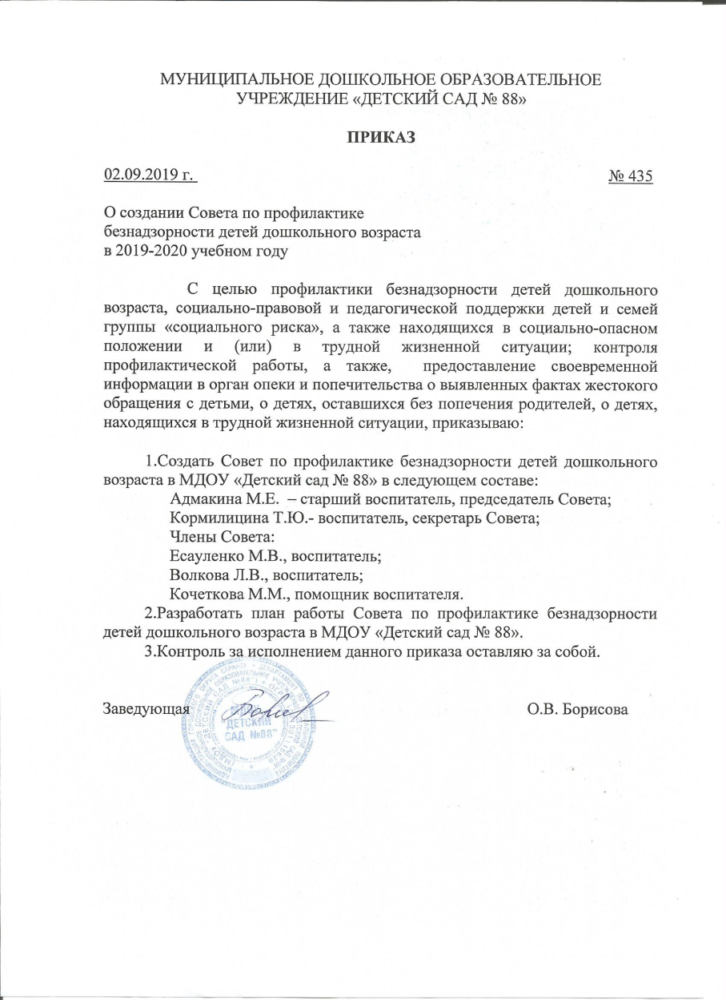 МУНИЦИПАЛЬНОЕ ДОШКОЛЬНОЕ ОБРАЗОВАТЕЛЬНОЕ
УЧРЕЖДЕНИЕ «ДЕТСКИЙ САД № 88»
ПРИКАЗ
02.09.2019 г. № 435
О создании Совета по профилактике
безнадзорности детей дошкольного возраста
в 2019-2020 учебном году
С целью профилактики безнадзорности детей дошкольного
возраста, социально-правовой и педагогической поддержки детей и семей
группы «социального риска», а также находящихся в социально-опасном
положении и (или) в трудной жизненной ситуации; контроля
профилактической работы, а также, предоставление своевременной
информации в орган опеки и попечительства о выявленных фактах жестокого
обращения с детьми, о детях, оставшихся без попечения родителей, о детях,
находящихся в трудной жизненной ситуации, приказываю:
1.Создать Совет по профилактике безнадзорности детей дошкольного
возраста в МДОУ «Детский сад № 88» в следующем составе:
Адмакина М.Е. – старший воспитатель, председатель Совета;
Кормилицина Т.Ю.- воспитатель, секретарь Совета;
Члены Совета:
Есауленко М.В., воспитатель;
Волкова Л.В., воспитатель;
Кочеткова М.М., помощник воспитателя.
2.Разработать план работы Совета по профилактике безнадзорности
детей дошкольного возраста в МДОУ «Детский сад № 88».
3.Контроль за исполнением данного приказа оставляю за собой.
Заведующая О.В. Борисова
"ДЕТСКИЙ
САД №88"